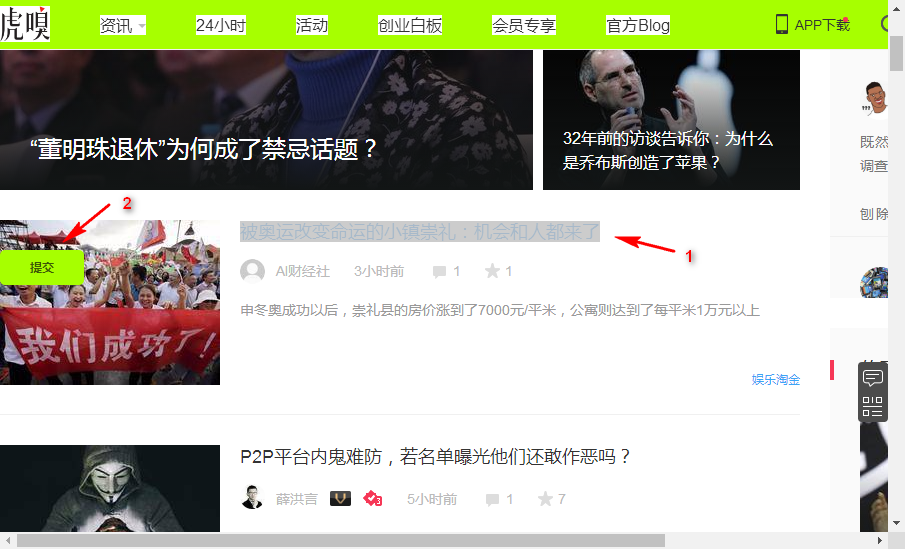 虎嗅
资讯
24小时
活动
创业白板
会员专享
官方Blog
APP下载
“董明珠退休”为何成了禁忌话题？
32年前的访谈告诉你：为什么
是乔布斯创造了苹果？
既然
调查
刨除
2
提交
我们成功了！
被奥运改变命运的小镇崇礼：机会和人都来了
1
AI财经社
3小时前
1
1
申冬奥成功以后，崇礼县的房价涨到了7000元/平米，公寓则达到了每平米1万元以上
娱乐淘金
P2P平台内鬼难防，若名单曝光他们还敢作恶吗？
薛洪言
3
5小时前
1
7